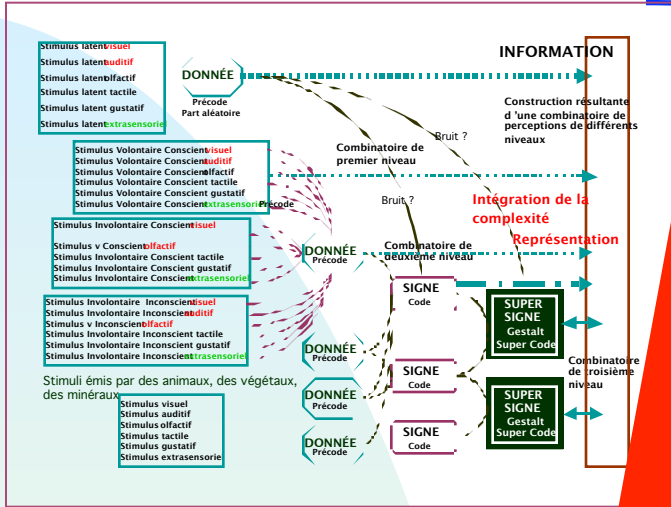 Stimulus latent visuel
Stimulus latent auditif
Stimulus latent olfactif
Stimulus latent tactile
Stimulus latent gustatif
Stimulus latent extrasensoriel
DONNÉE
Précode
Part aléatoire
INFORMATION
Construction résultante
d 'une combinatoire de
perceptions de différents
niveaux
Bruit ?
Combinatoire de
premier niveau
Stimulus Volontaire Conscient visuel
Stimulus Volontaire Conscient auditif
Stimulus Volontaire Conscient olfactif
Stimulus Volontaire Conscient tactile
Stimulus Volontaire Conscient gustatif
Stimulus Volontaire Conscient extrasensoriel
Précode
Bruit ?
Intégration de la
complexité
Représentation
Stimulus Involontaire Conscient visuel
Stimulus v Conscient olfactif
Stimulus Involontaire Conscient tactile
Stimulus Involontaire Conscient gustatif
Stimulus Involontaire Conscient extrasensoriel
DONNÉE
Précode
Combinatoire de
deuxième niveau
SIGNE
Code
SUPER
SIGNE
Gestalt
Super Code
Stimulus Involontaire Inconscient visuel
Stimulus Involontaire Inconscient auditif
Stimulus v Inconscient olfactif
Stimulus Involontaire Inconscient tactile
Stimulus Involontaire Inconscient gustatif
Stimulus Involontaire Inconscient extrasensoriel
DONNÉE
Précode
SIGNE
Code
Combinatoire
de troisième
niveau
Stimuli émis par des animaux, des végétaux,
des minéraux
Stimulus visuel
Stimulus auditif
Stimulus olfactif
Stimulus tactile
Stimulus gustatif
Stimulus extrasensorie
DONNÉE
Précode
SUPER
SIGNE
Gestalt
Super Code
DONNÉE
Précode
SIGNE
Code